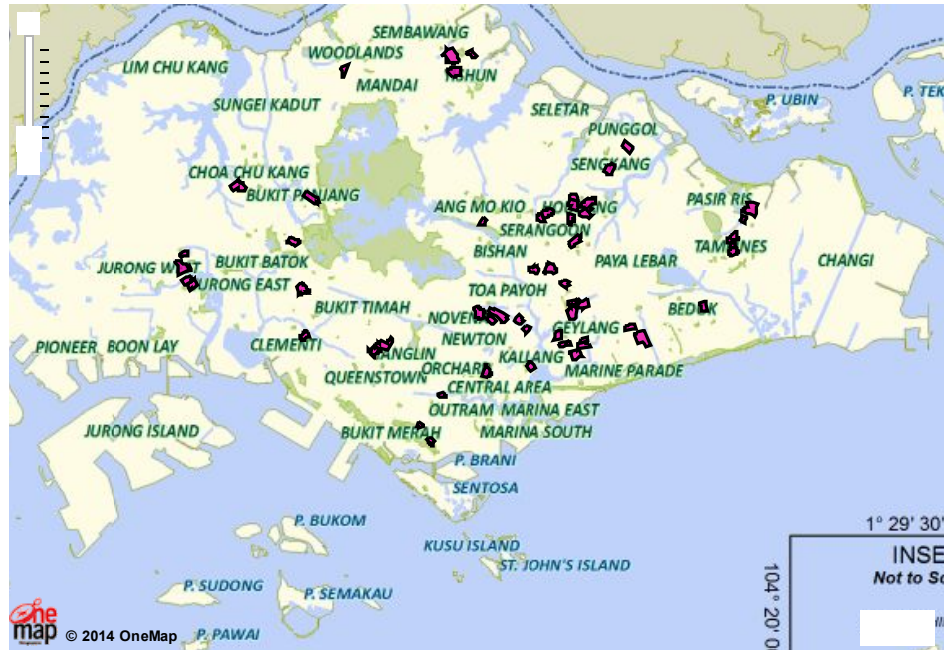 SEMBAWANG
WOODLANDS
LIM CHU KANG
MANDAI
SUNGEI KADUT
SELETAR
P. UBIN
P. TEK
PUNGGOL
SENGKANG
CHOA CHU KANG
BUKIT PANJANG
ANG MO KIO
PASIR RIS
SERANGOON
BISHAN
PAYA LEBAR
CHANGI
JURONG WEST
BUKIT BATOK
JURONG EAST
TOA PAYOH
BUKIT TIMAH
BEDOK
NOVENA
GEYLANG
NEWTON
PIONEER BOON LAY
CLEMENTI
KALLANG
ORCHARD
MARINE PARADE
QUEENSTOWN
CENTRAL AREA
OUTRAM MARINA EAST
JURONG ISLAND
BUKIT MERAH
MARINA SOUTH
P. BRANI
SENTOSA
P. BUKOM
1° 29' 30'
KUSU ISLAND
ST. JOHN'S ISLAND
INSE
Not to Sc
104° 20' 0
P. SUDONG
P. SEMAKAU
One
map © 2014 OneMap
P. PAWAI